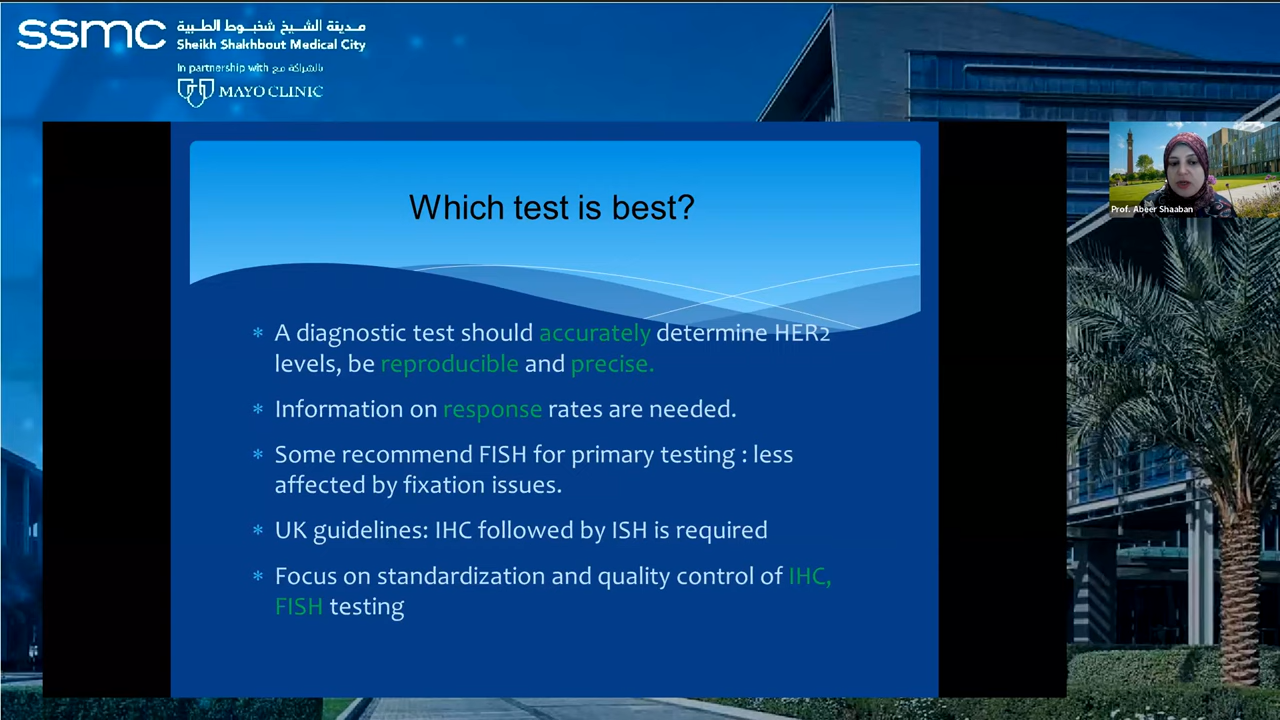 ssmc
مدينة الشيخ شخبوط الطبية
Sheikh Shakhbout Medical City
In partnership with بالشراكة مع
MAYO CLINIC
Prof. Abeer Shaaban
Which test is best?
* A diagnostic test should accurately determine HER2
levels, be reproducible and precise.
* Information on response rates are needed.
* Some recommend FISH for primary testing : less
affected by fixation issues.
* UK guidelines: IHC followed by ISH is required
* Focus on standardization and quality control of IHC,
FISH testing